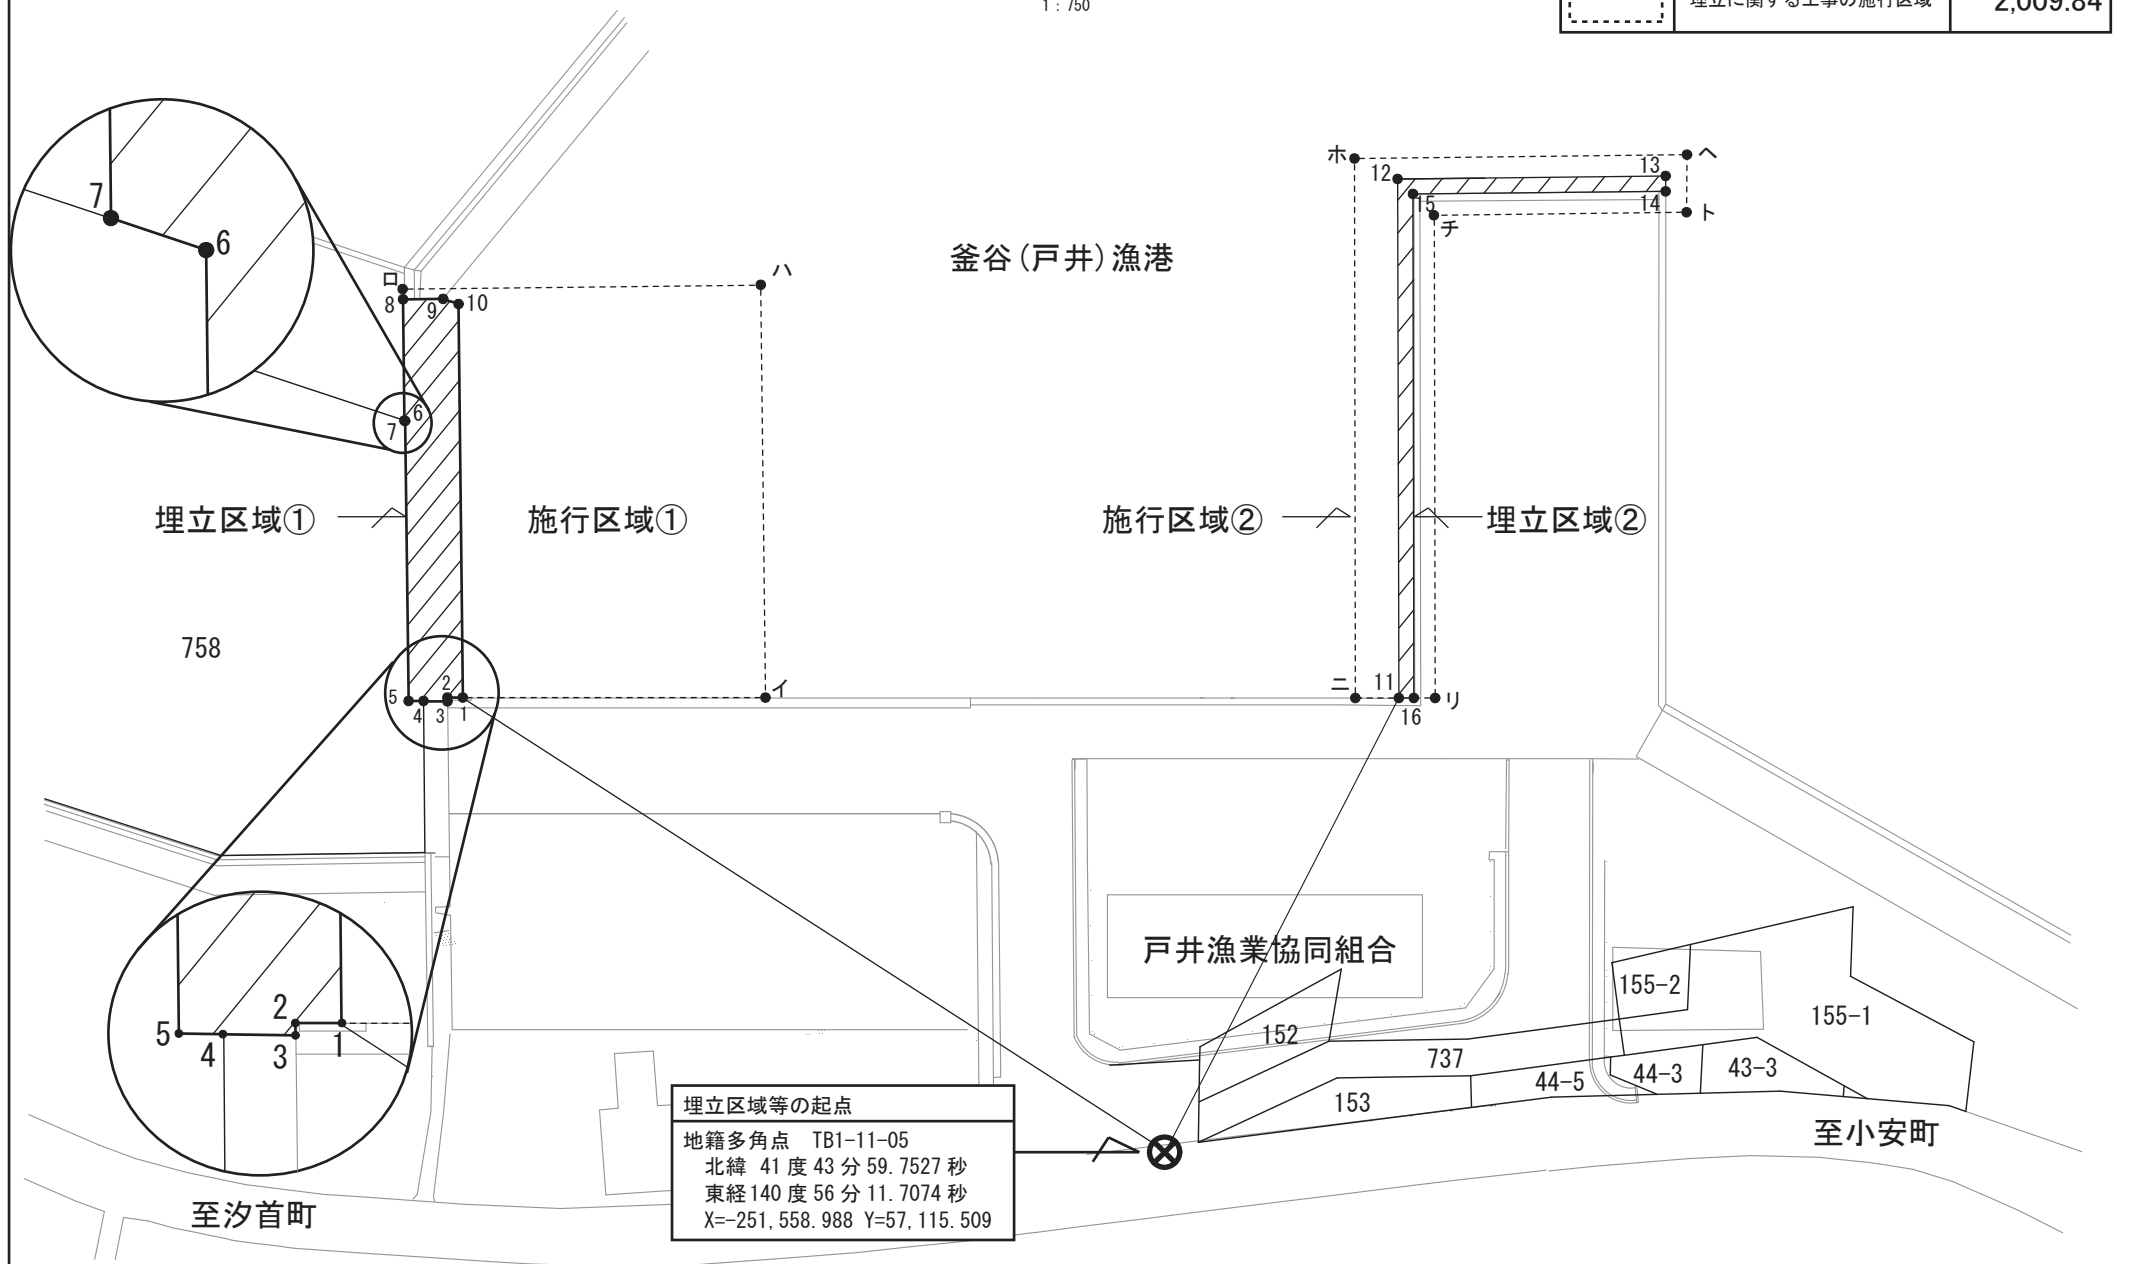 1 : 750
埋立に関する工事の施行区域
2,009.84
7
6
ロ
ハ
8
9
10
6
7
釜谷(戸井)漁港
ホ
ヘ
12
13
15
14
チ
ト
埋立区域①
施行区域①
施行区域②
埋立区域②
758
5
4
3
2
1
イ
ニ
11
16
リ
5
4
2
3
1
戸井漁業協同組合
152
737
153
44-5
44-3
43-3
155-2
155-1
埋立区域等の起点
地籍多角点 TB1-11-05
北緯 41 度 43 分 59.7527 秒
東経 140 度 56 分 11.7074 秒
X=-251,558.988 Y=57,115.509
至汐首町
至小安町